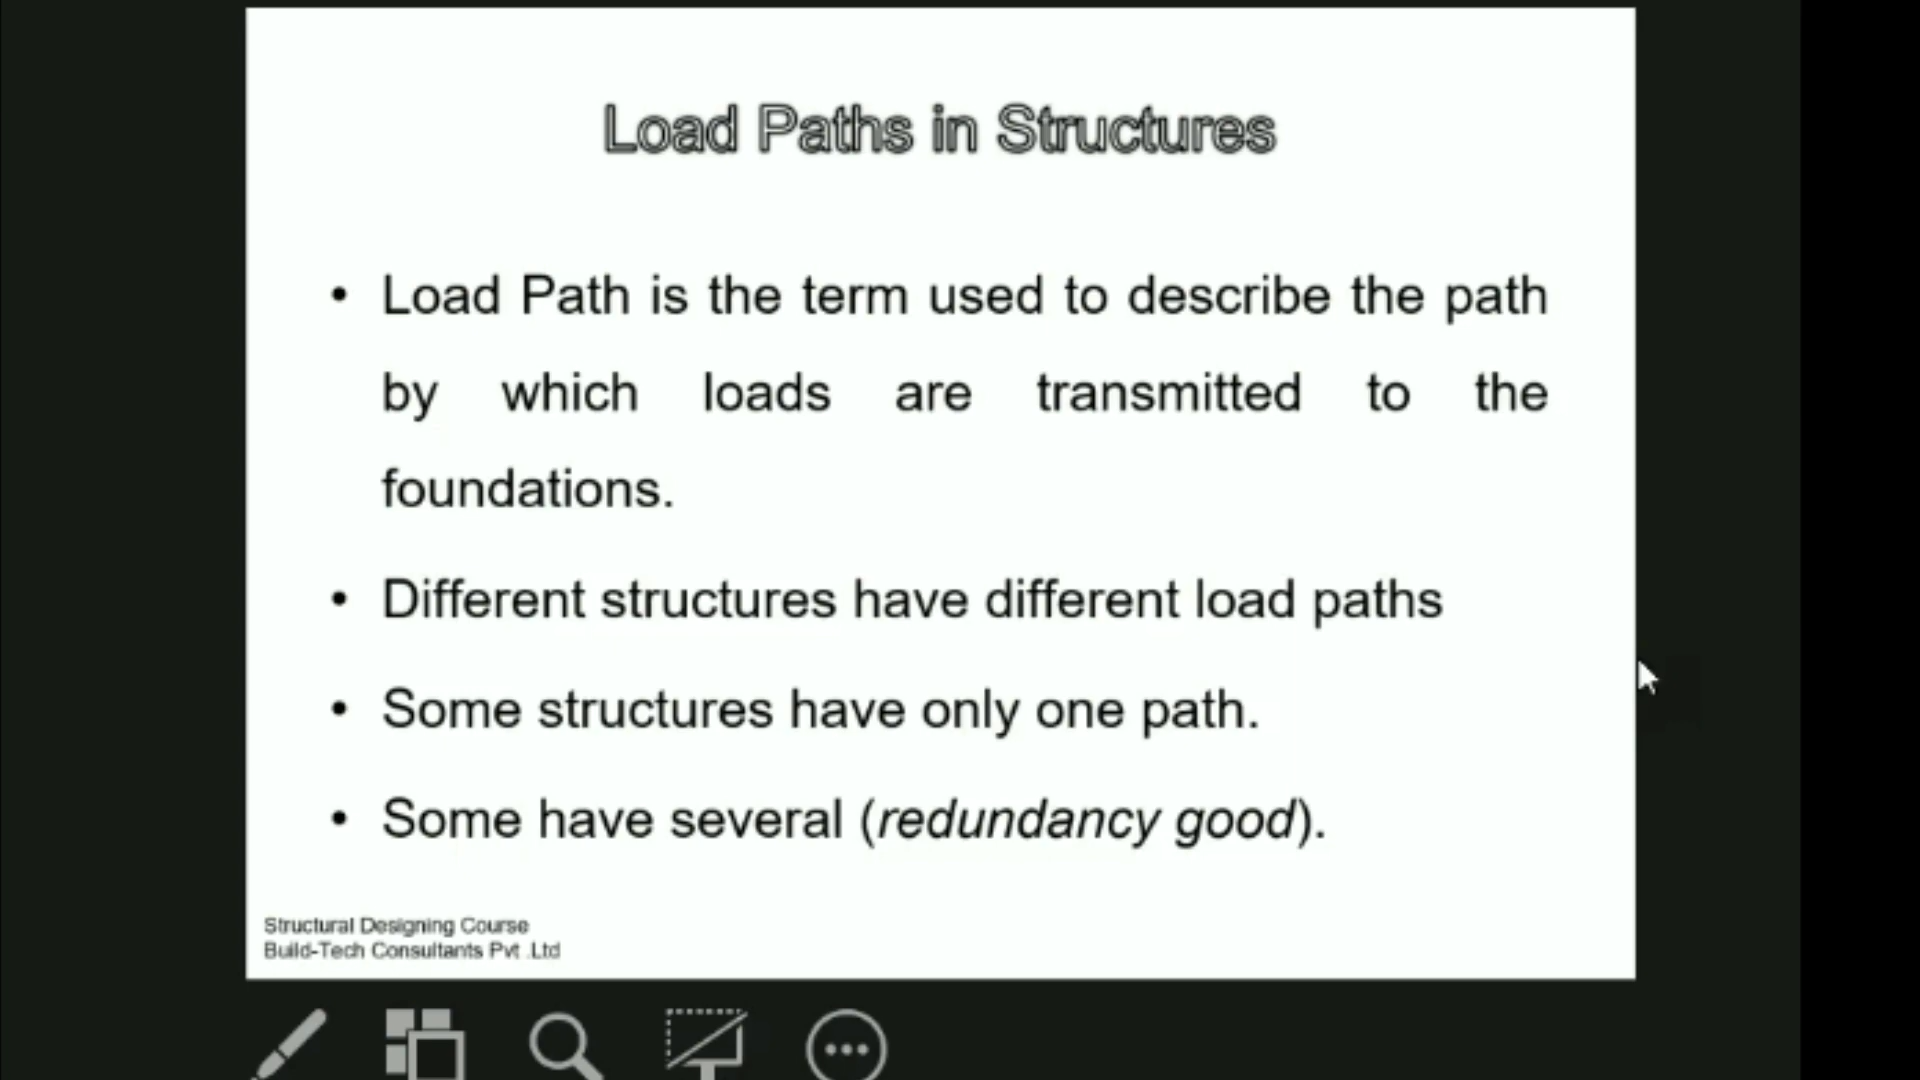 Load Paths in Structures
• Load Path is the term used to describe the path
by which loads are transmitted to the
foundations.
• Different structures have different load paths
• Some structures have only one path.
• Some have several (redundancy good).
Structural Designing Course
Build-Tech Consultants Pvt .Ltd